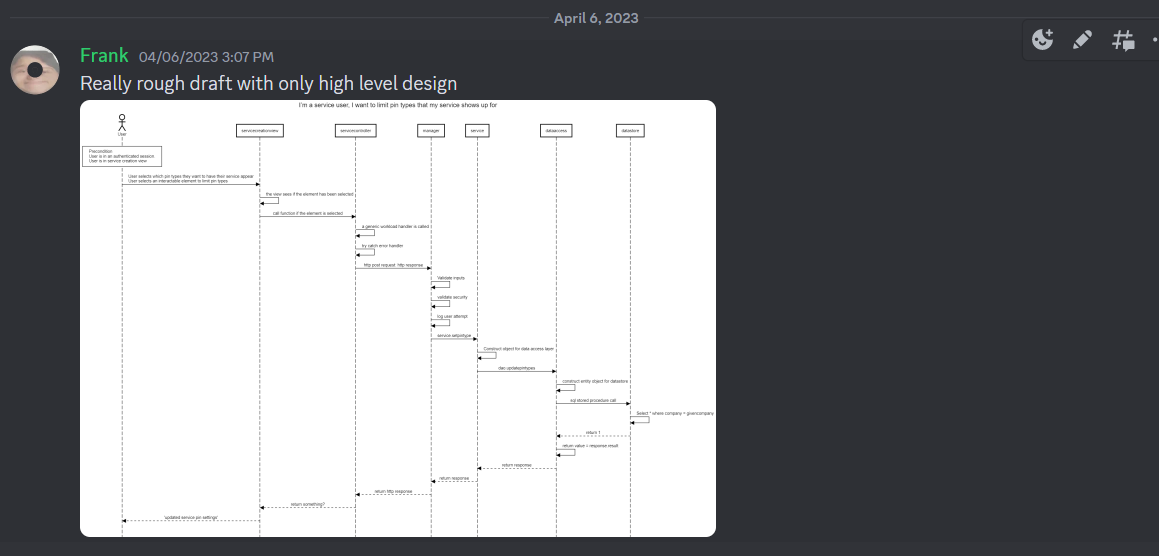 April 6, 2023
Frank 04/06/2023 3:07 PM
Really rough draft with only high level design
I'm a service user, I want to limit pin types that my service shows up for
User
servicecreationview
servicecontroller
manager
service
dataaccess
datastore
Precondition
User is in an authenticated session
User is in service creation view
User selects which pin types they want to have their service appear
User selects an interactable element to limit pin types
the view sees if the element has been selected
call function if the element is selected
a generic workload handler is called
try catch error handler
http post request. http response
Validate inputs
validate security
log user attempt
service.setpintype
Construct object for data access layer
dao.updatepintypes
construct entity object for datastore
sql stored procedure call
Select * where company = givencompany
return 1
return value = response result
return response
return response
return http response
return something?
'updated service pin settings'